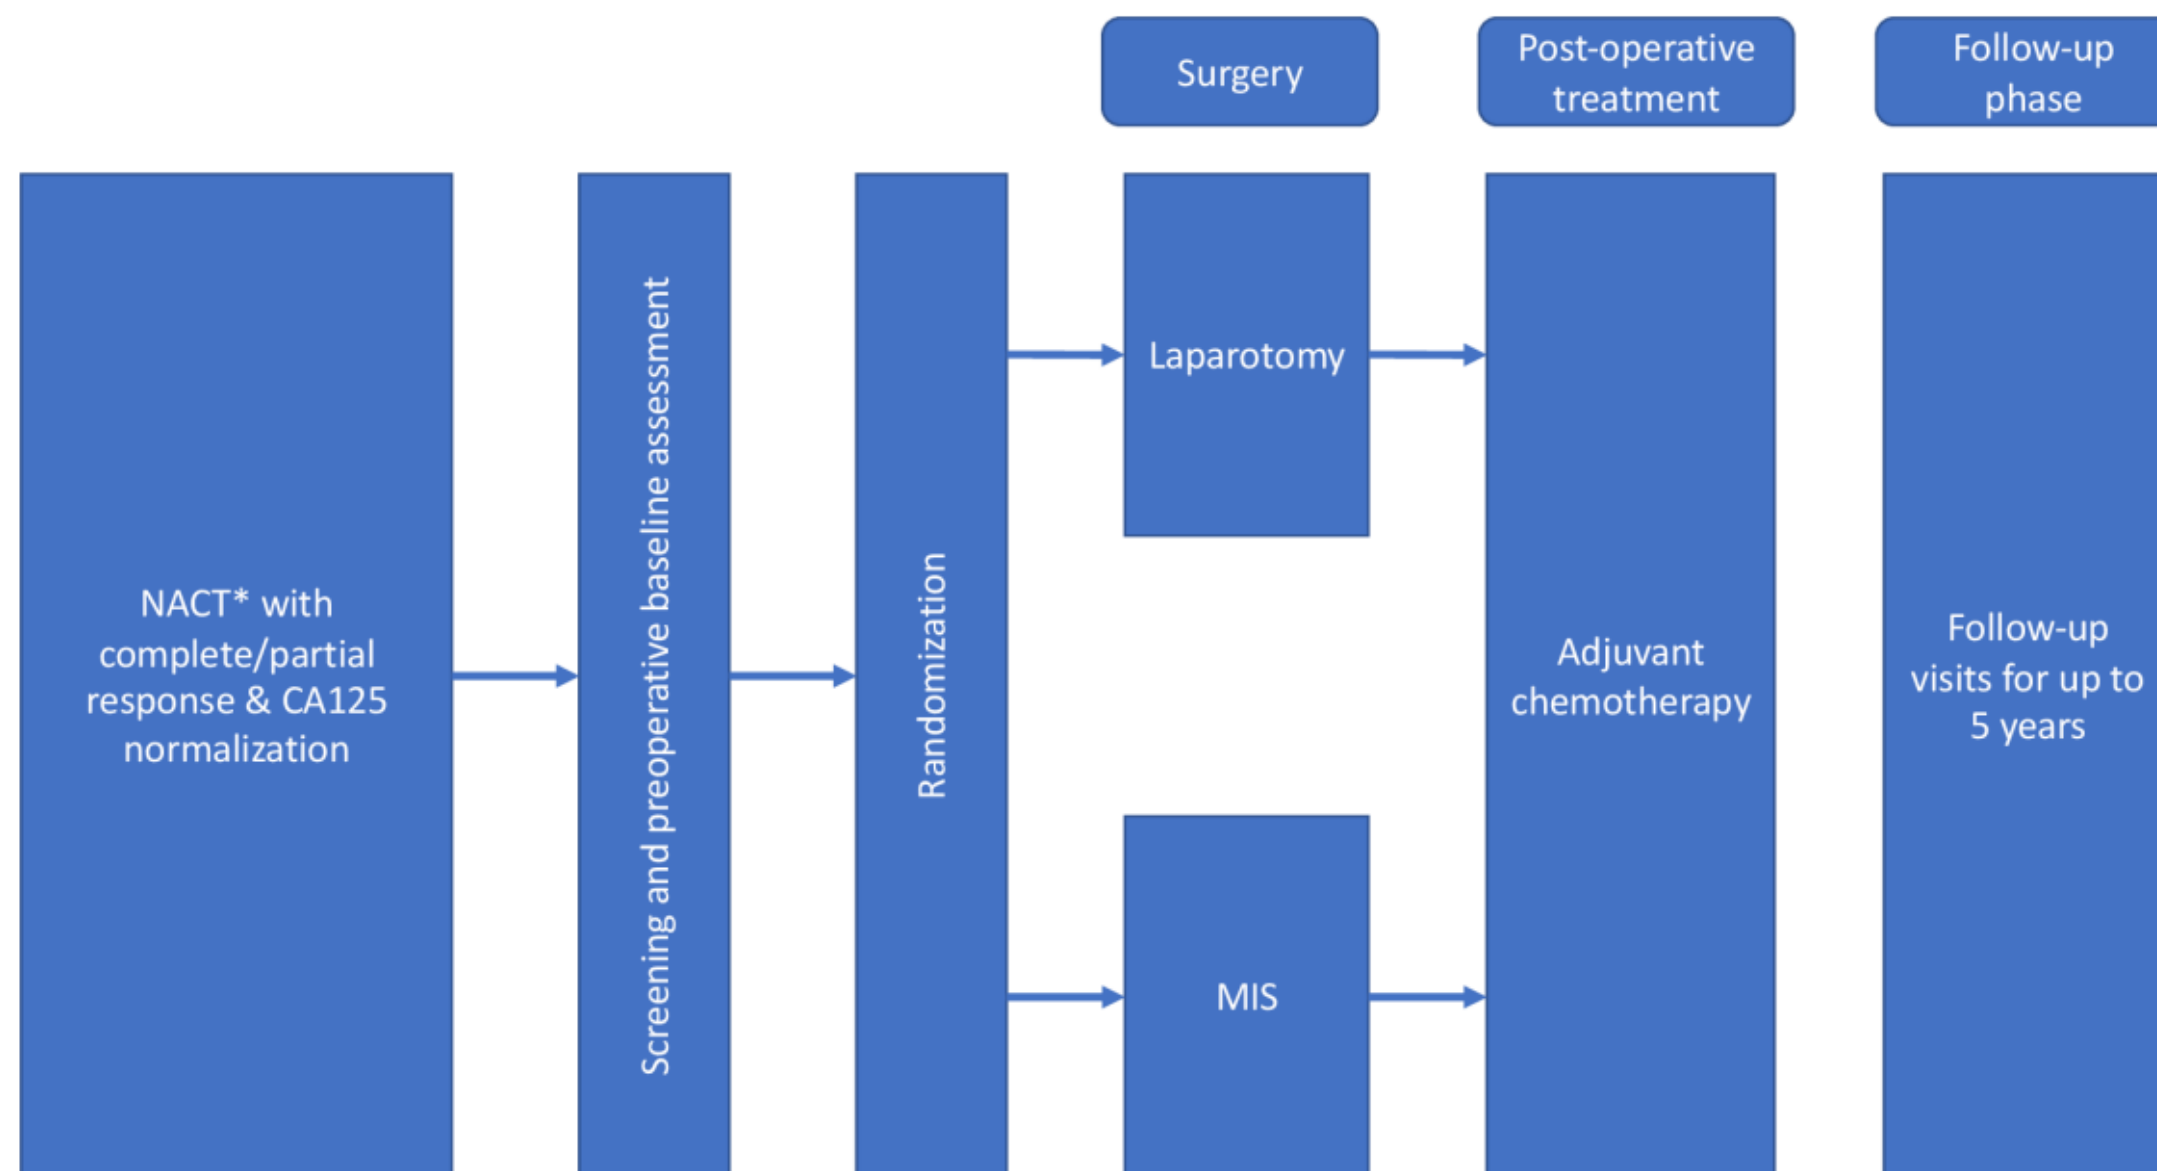 Surgery
Post-operative
treatment
Follow-up
phase
NACT* with
complete/partial
response & CA125
normalization
Screening and preoperative baseline assessment
Randomization
Laparotomy
MIS
Adjuvant
chemotherapy
Follow-up
visits for up to
5 years